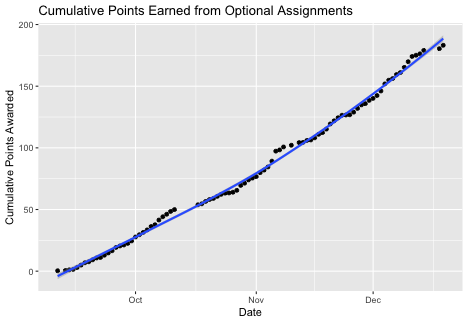 Cumulative Points Earned from Optional Assignments
Cumulative Points Awarded
200
150
100
50
0
Oct
Nov
Dec
Date